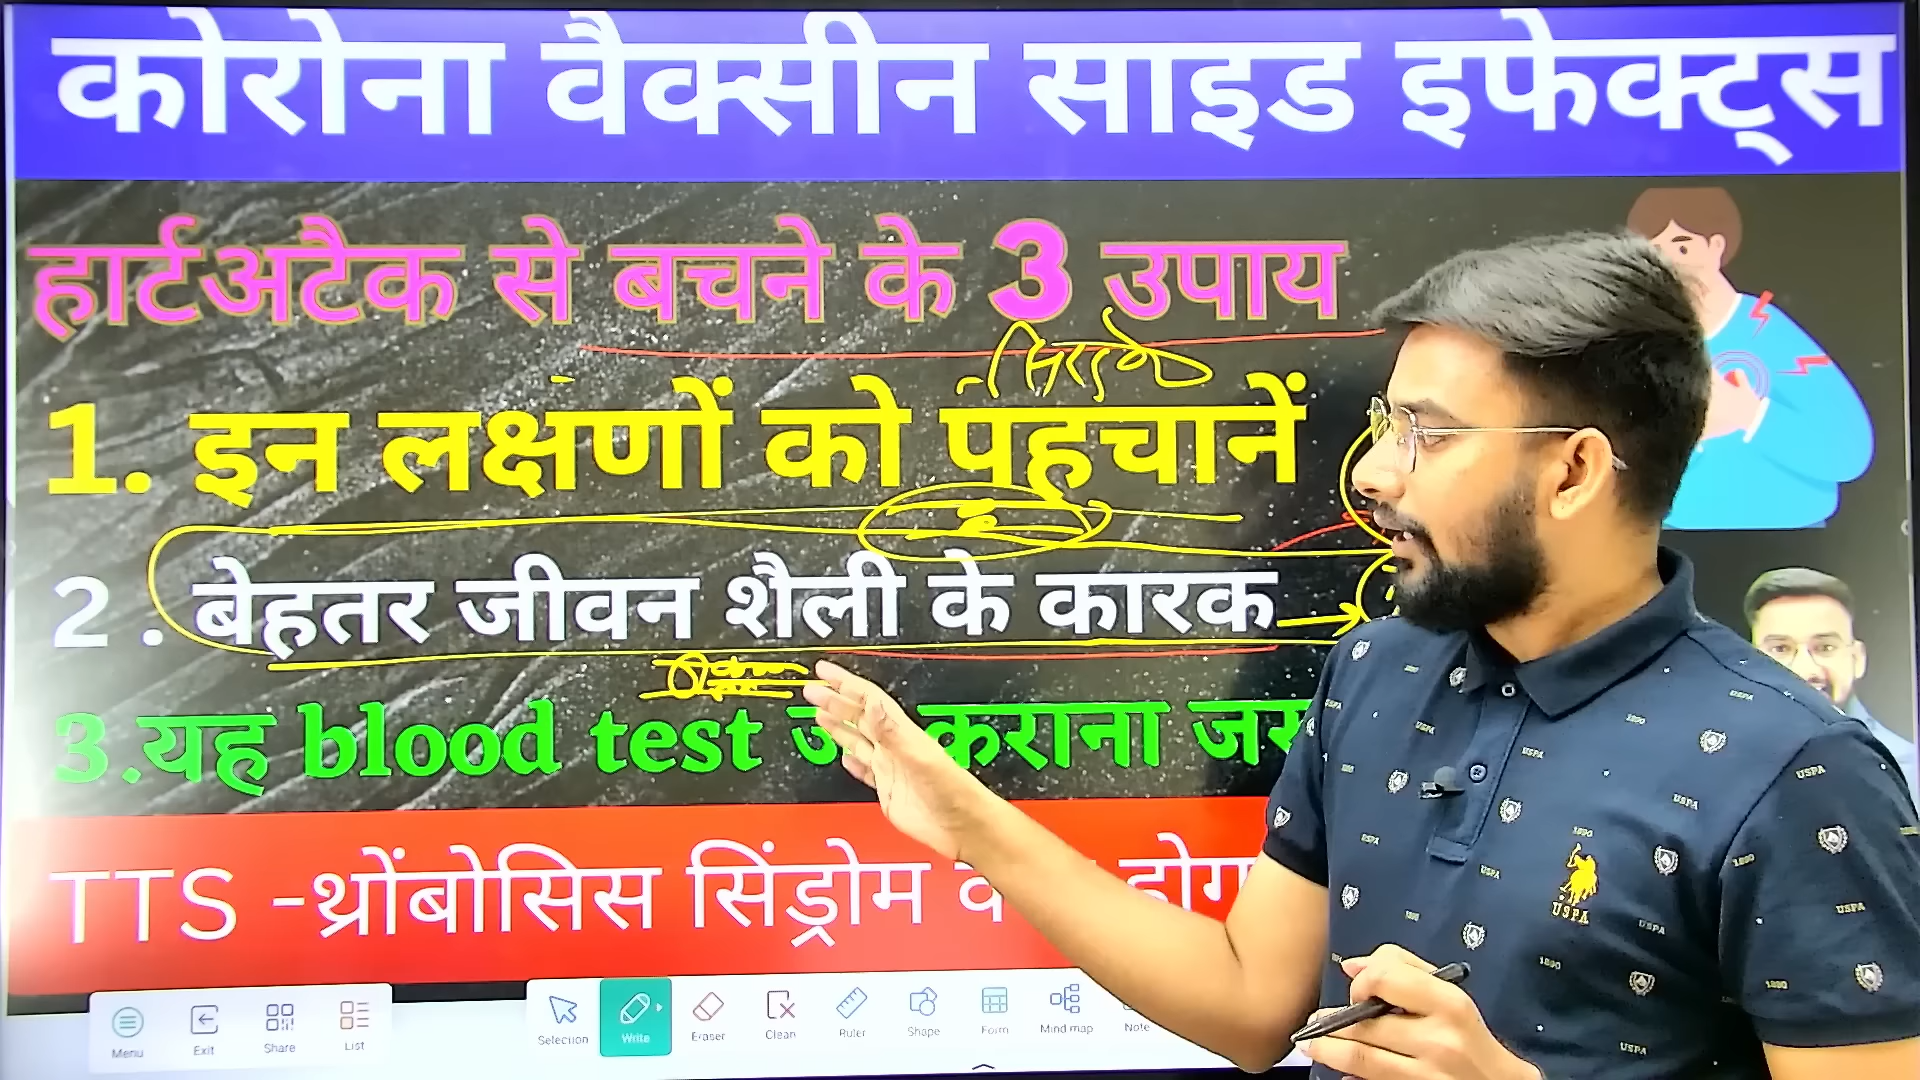 कोरोना वैक्सीन साइड इफेक्ट्स
हार्टअटैक से बचने के 3 उपाय
1. इन लक्षणों को पहचानें
2 . बेहतर जीवन शैली के कारक
3.यह blood test कराना
TTS -थ्रोंबोसिस सिंड्रोम
USPA
Menu Exit Share List Selection Write Eraser Clean Ruler Shape Form Mind map Note